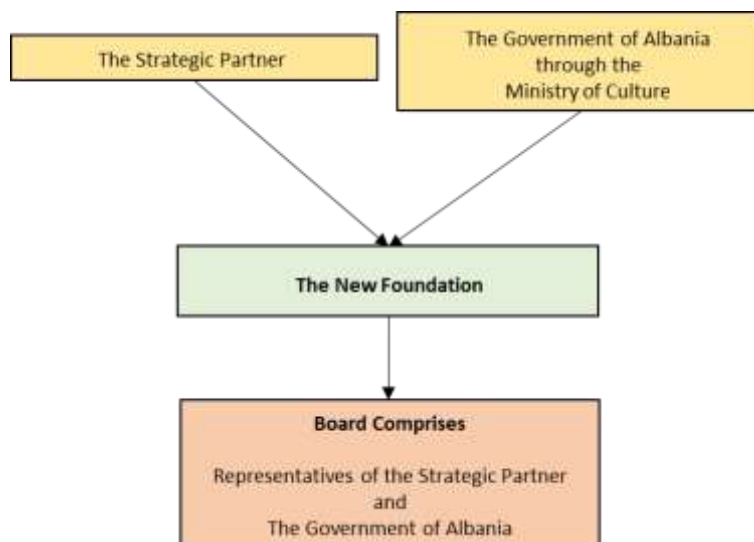 The Strategic Partner
The Government of Albania
through the
Ministry of Culture
The New Foundation
Board Comprises
Representatives of the Strategic Partner
and
The Government of Albania